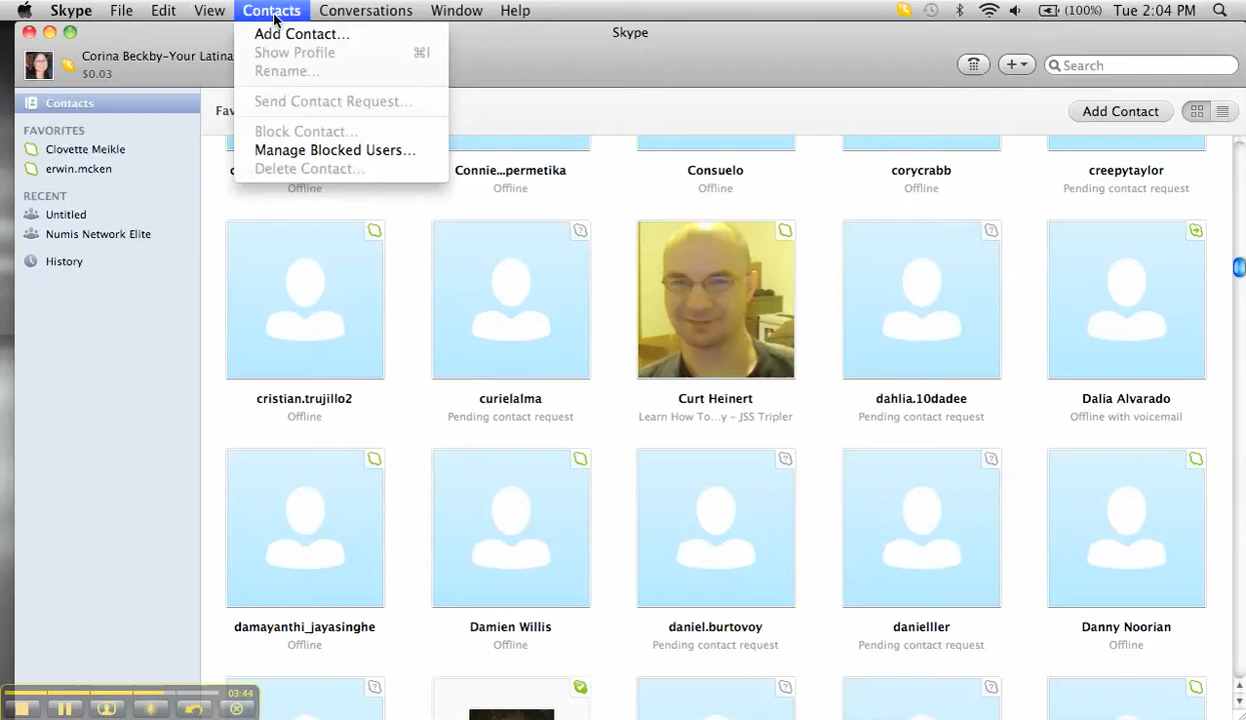 Skype File Edit View Contacts Conversations Window Help (100%) Tue 2:04 PM
Skype
Corina Beckby-Your Latina
$0.03
Search
Add Contact...
Show Profile ⌘I
Rename...
Send Contact Request...
Block Contact...
Manage Blocked Users...
Delete Contact...
Contacts
FAVORITES
Clovette Meikle
erwin.mcken
RECENT
Untitled
Numis Network Elite
History
Add Contact
Connie...permetika Consuelo corycrabb creepytaylor
Offline Offline Offline Offline Pending contact request
cristian.trujillo2 curielalma Curt Heinert dahlia.10dadee Dalia Alvarado
Offline Pending contact request Learn How To...y – JSS Tripler Pending contact request Offline with voicemail
damayanthi_jayasinghe Damien Willis daniel.burtovoy danielller Danny Noorian
Offline Offline Pending contact request Pending contact request Offline
03:44